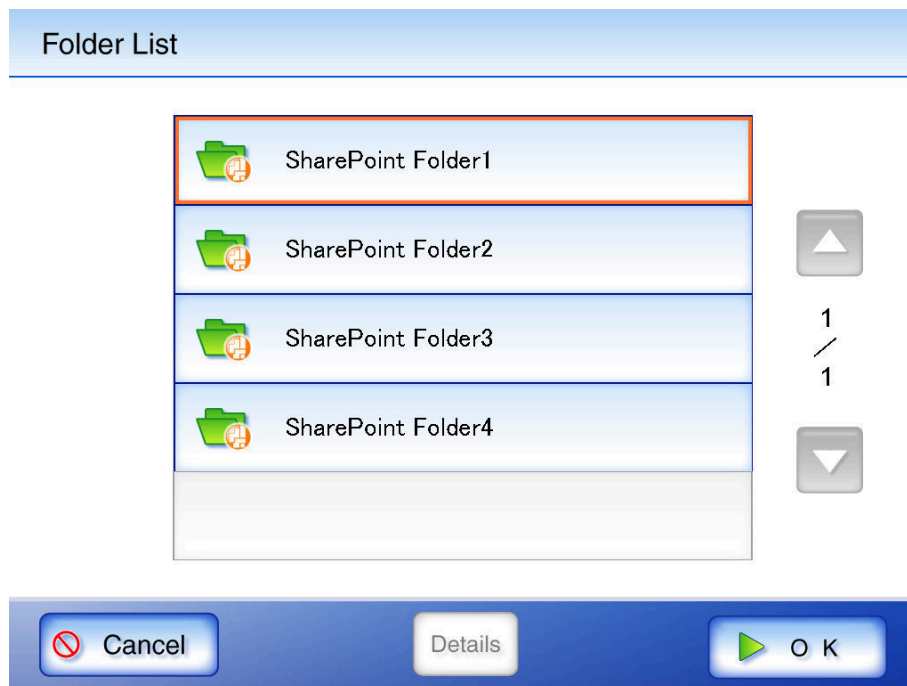 Folder List
SharePoint Folder1
SharePoint Folder2
SharePoint Folder3
SharePoint Folder4
1
/
1
Cancel
Details
O K